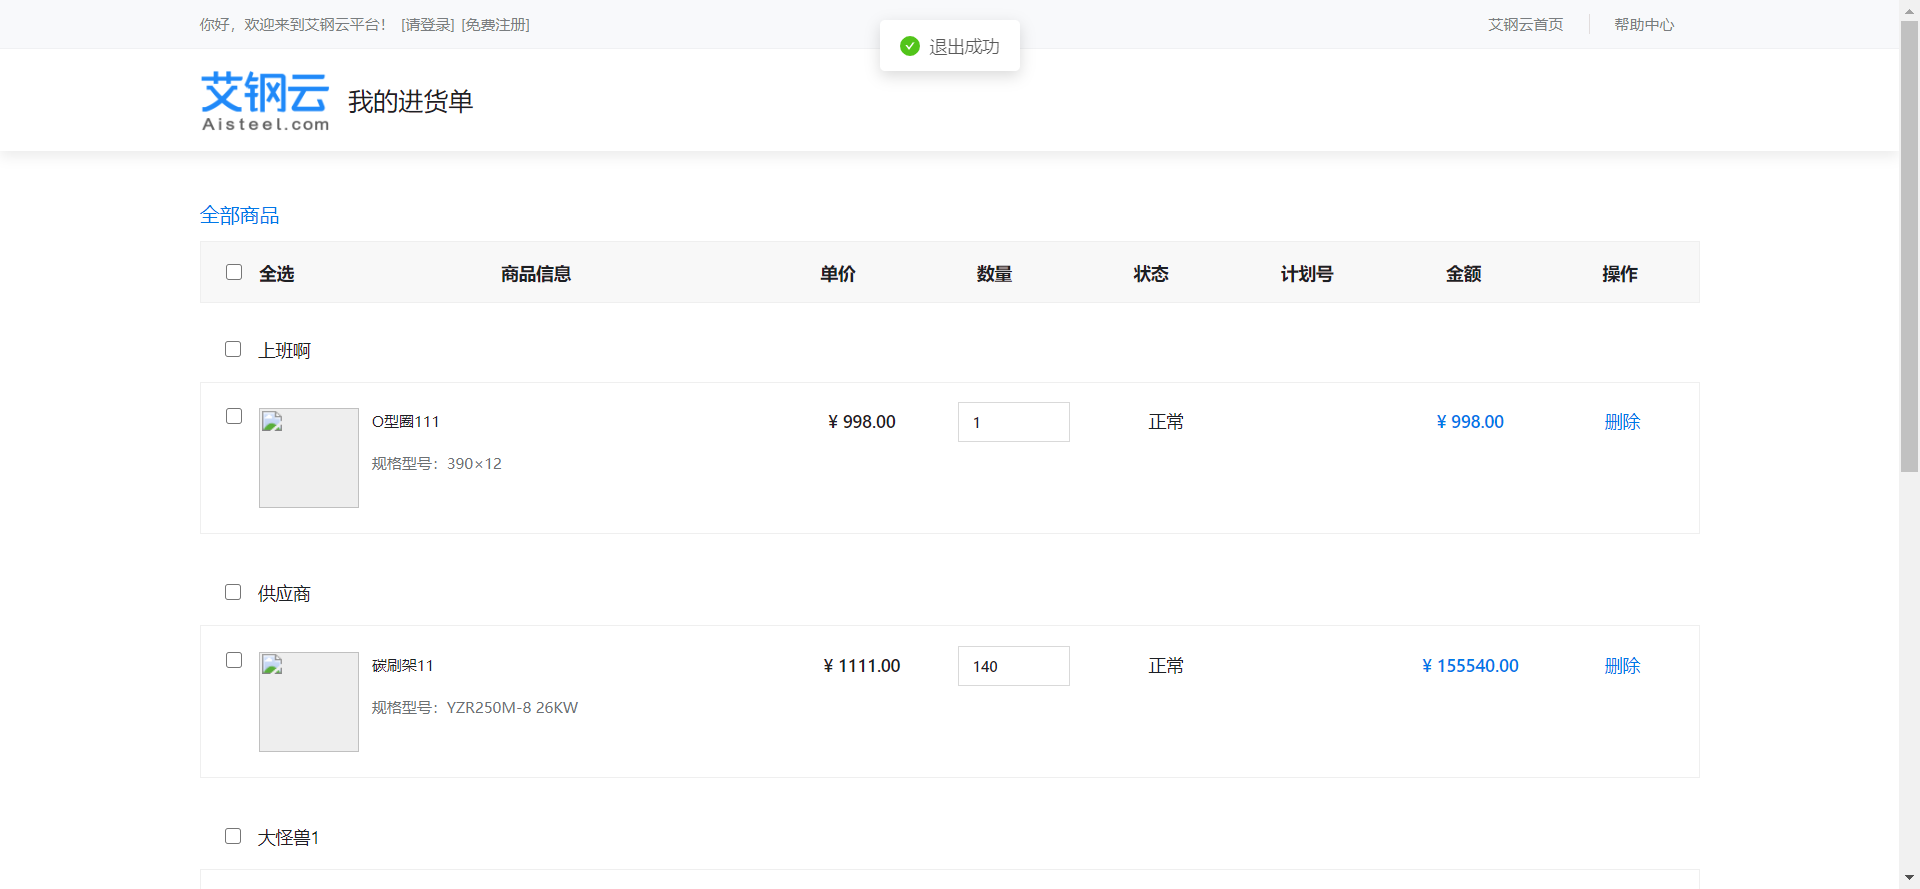 你好，欢迎来到艾钢云平台！ [请登录] [免费注册]
艾钢云首页 帮助中心
退出成功
艾钢云 我的进货单
Aisteel.com
全部商品
全选 商品信息 单价 数量 状态 计划号 金额 操作
上班啊
O型圈111 ¥ 998.00 1 正常 ¥ 998.00 删除
规格型号：390×12
供应商
碳刷架11 ¥ 1111.00 140 正常 ¥ 155540.00 删除
规格型号：YZR250M-8 26KW
大怪兽1